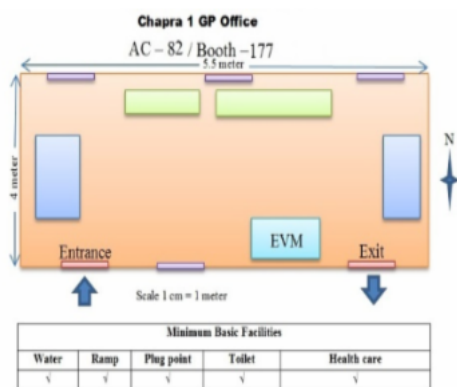 Chapra 1 GP Office
AC – 82 / Booth –177
5.5 meter
4 meter
N
EVM
Entrance
Exit
Scale 1 cm = 1 meter
Minimum Basic Facilities
Water Ramp Plug point Toilet Health care
√ √ √ √ √